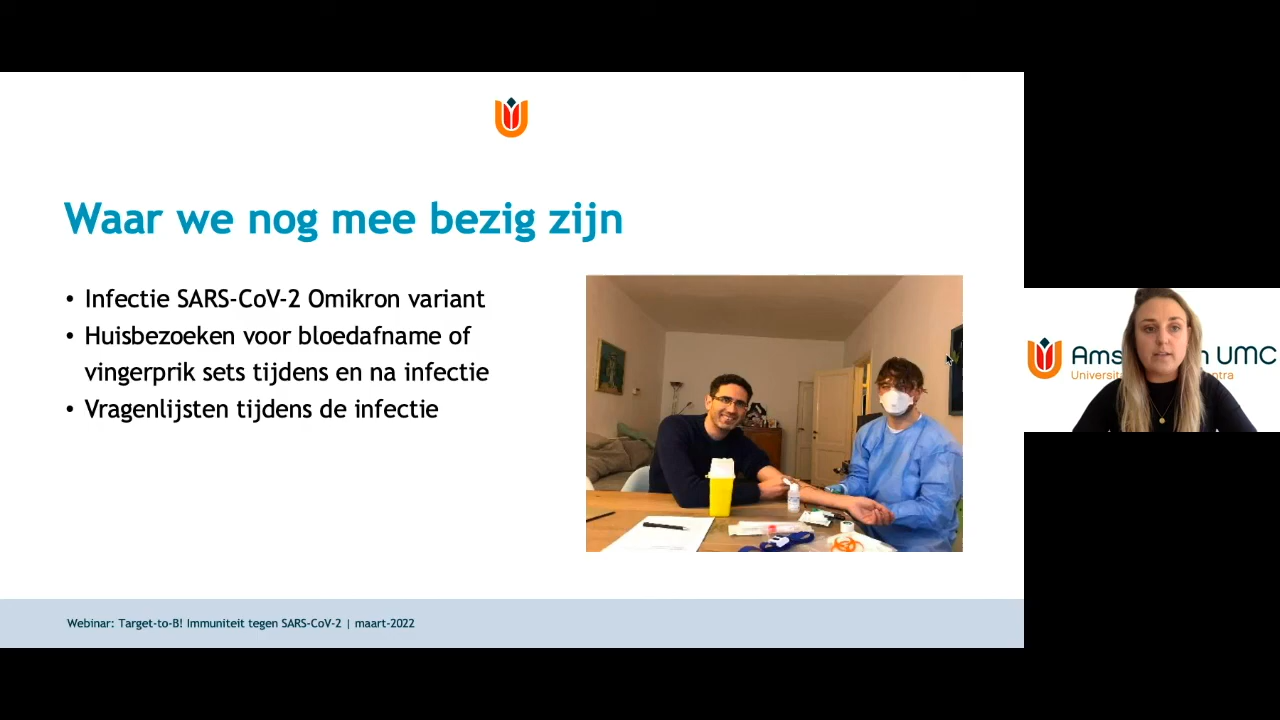 Waar we nog mee bezig zijn
• Infectie SARS-CoV-2 Omikron variant
• Huisbezoeken voor bloedafname of
vingerprik sets tijdens en na infectie
• Vragenlijsten tijdens de infectie
Webinar: Target-to-B! Immuniteit tegen SARS-CoV-2 | maart-2022
UMC